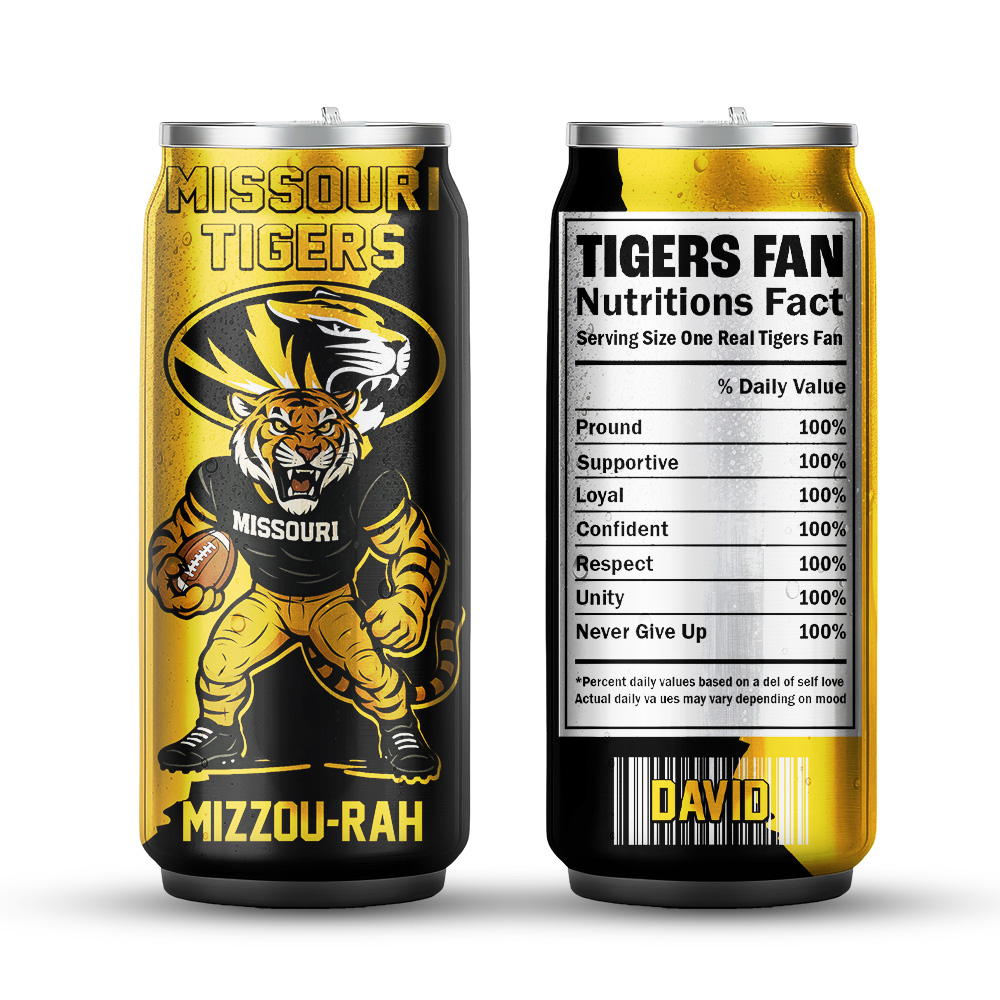 MISSOURI
TIGERS
MISSOURI
MIZZOU-RAH
TIGERS FAN
Nutritions Fact
Serving Size One Real Tigers Fan
% Daily Value
Pround 100%
Supportive 100%
Loyal 100%
Confident 100%
Respect 100%
Unity 100%
Never Give Up 100%
*Percent daily values based on a del of self love
Actual daily va ues may vary depending on mood
DAVID